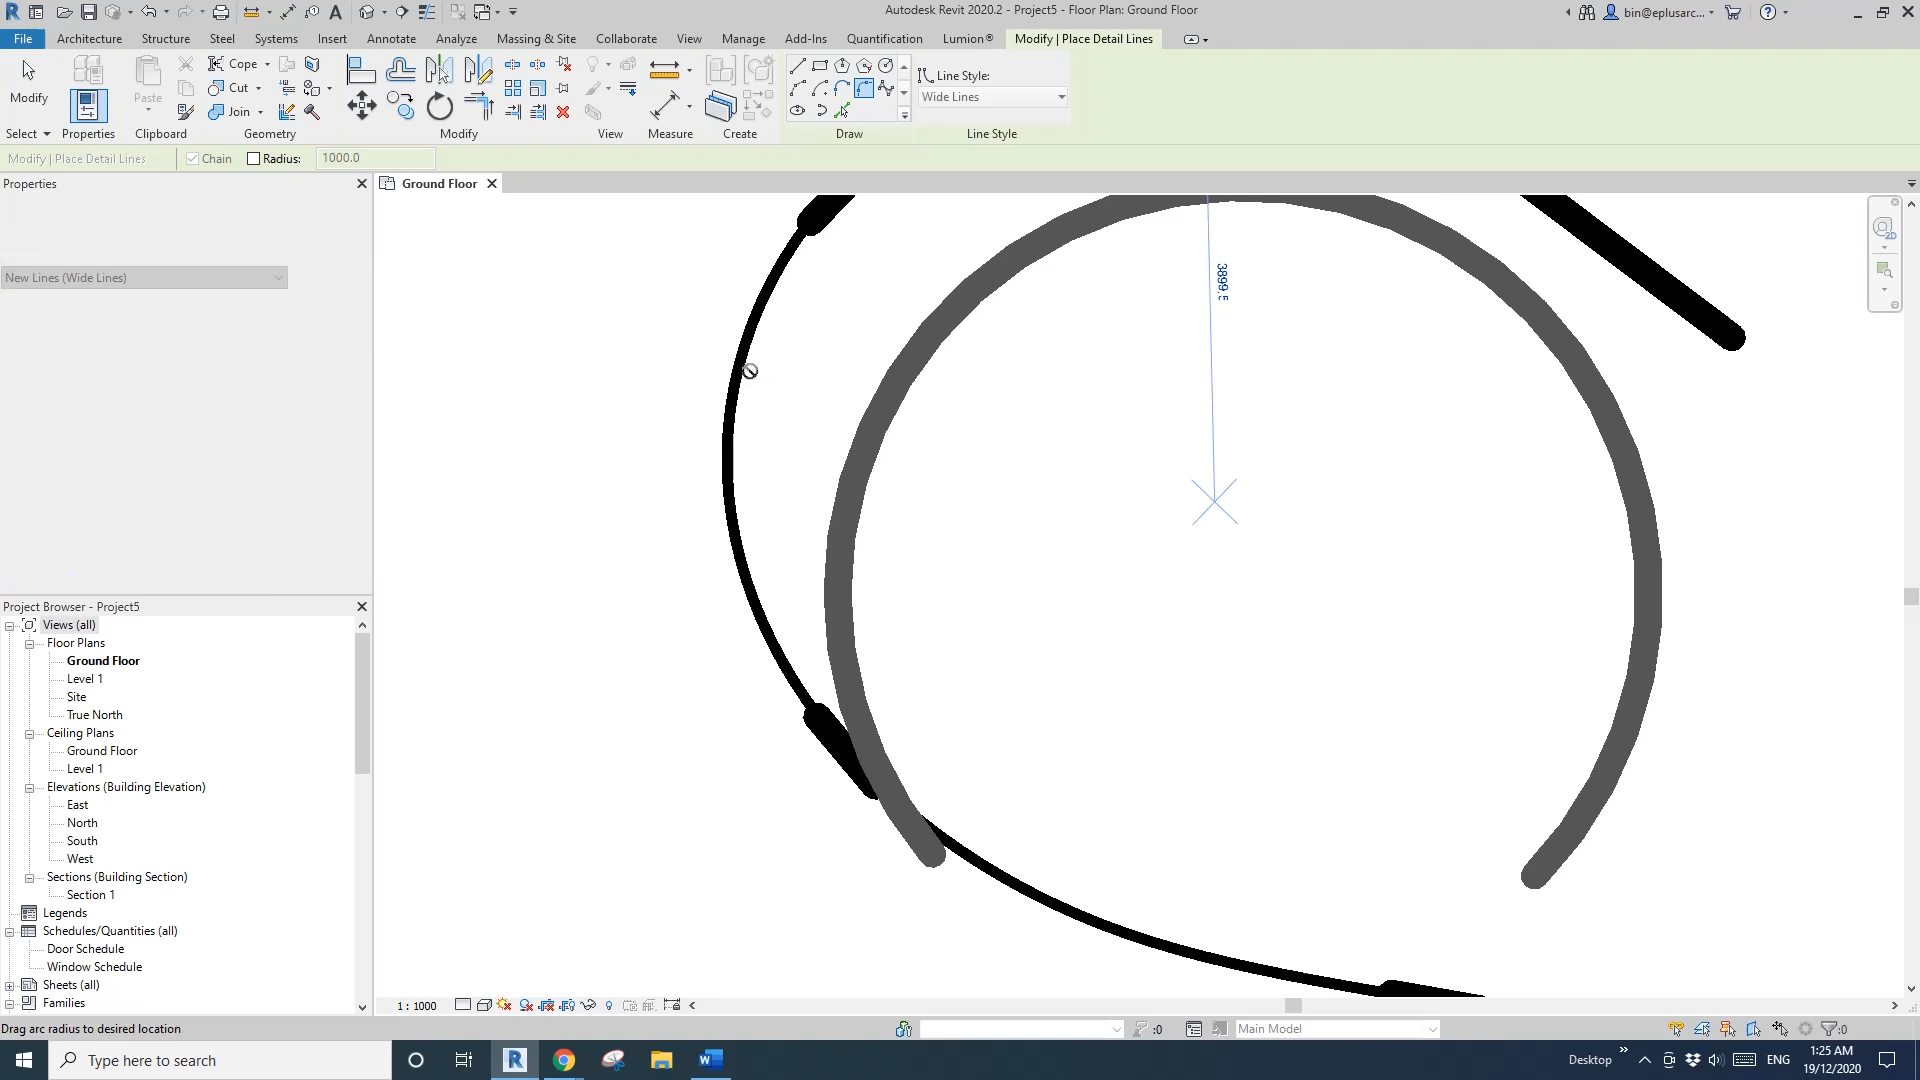 Autodesk Revit 2020.2 - Project5 - Floor Plan: Ground Floor
bin@eplusarc...
File Architecture Structure Steel Systems Insert Annotate Analyze Massing & Site Collaborate View Manage Add-Ins Quantification Lumion® Modify | Place Detail Lines
Modify
Paste
Cope
Cut
Join
Line Style:
Wide Lines
Select Properties Clipboard Geometry Modify View Measure Create Draw Line Style
Modify | Place Detail Lines Chain Radius: 1000.0
Properties
Ground Floor
New Lines (Wide Lines)
2D
Project Browser - Project5
Views (all)
Floor Plans
Ground Floor
Level 1
Site
True North
Ceiling Plans
Ground Floor
Level 1
Elevations (Building Elevation)
East
North
South
West
Sections (Building Section)
Section 1
Legends
Schedules/Quantities (all)
Door Schedule
Window Schedule
Sheets (all)
Families
1 : 1000
Drag arc radius to desired location
:0
Main Model
:0
Type here to search
Desktop
ENG
1:25 AM
19/12/2020